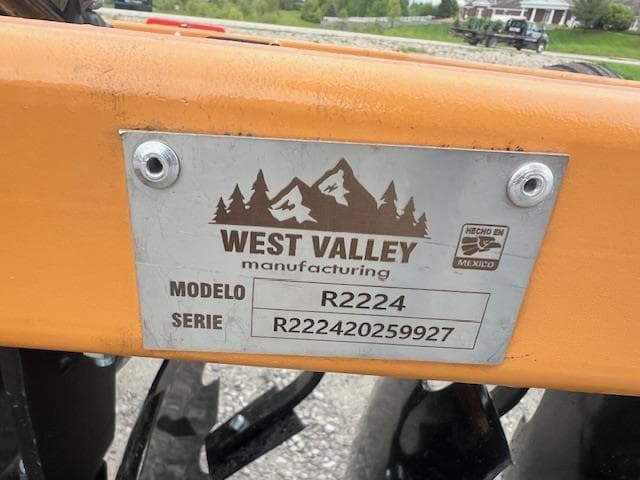 WEST VALLEY
manufacturing
HECHO EN
MEXICO
MODELO R2224
SERIE R222420259927